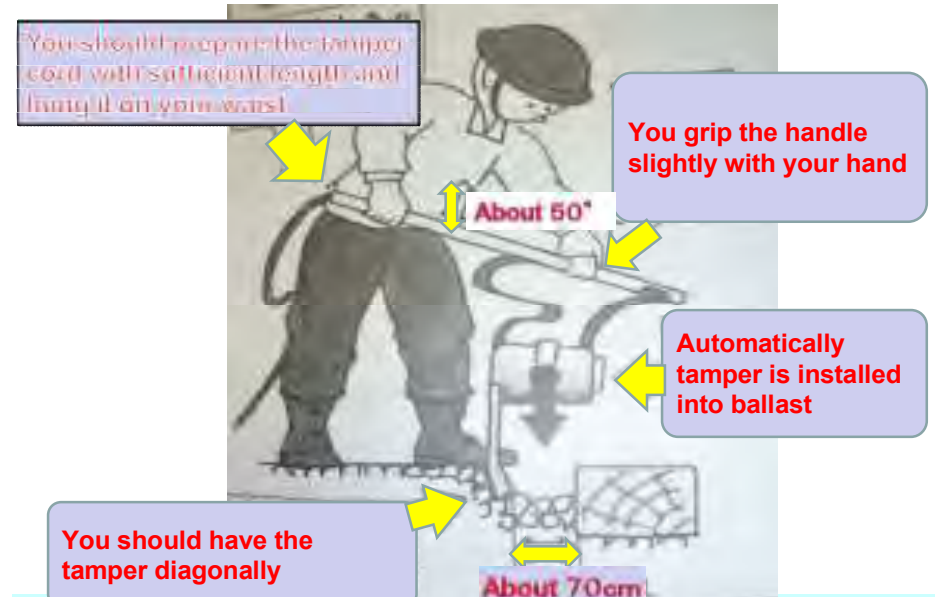 You should prepare the tamper
cord with sufficient length and
hung it on your waist
You grip the handle
slightly with your hand
About 50°
Automatically
tamper is installed
into ballast
You should have the
tamper diagonally
About 70cm